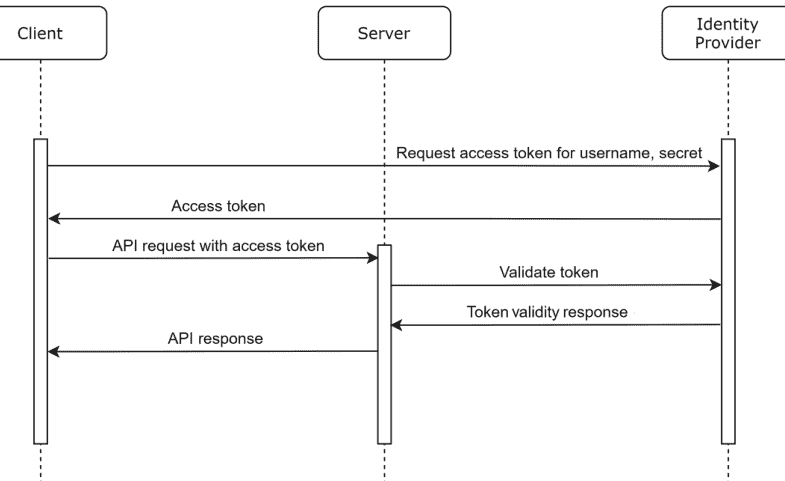 Client
Server
Identity
Provider
Request access token for username, secret
Access token
API request with access token
Validate token
Token validity response
API response